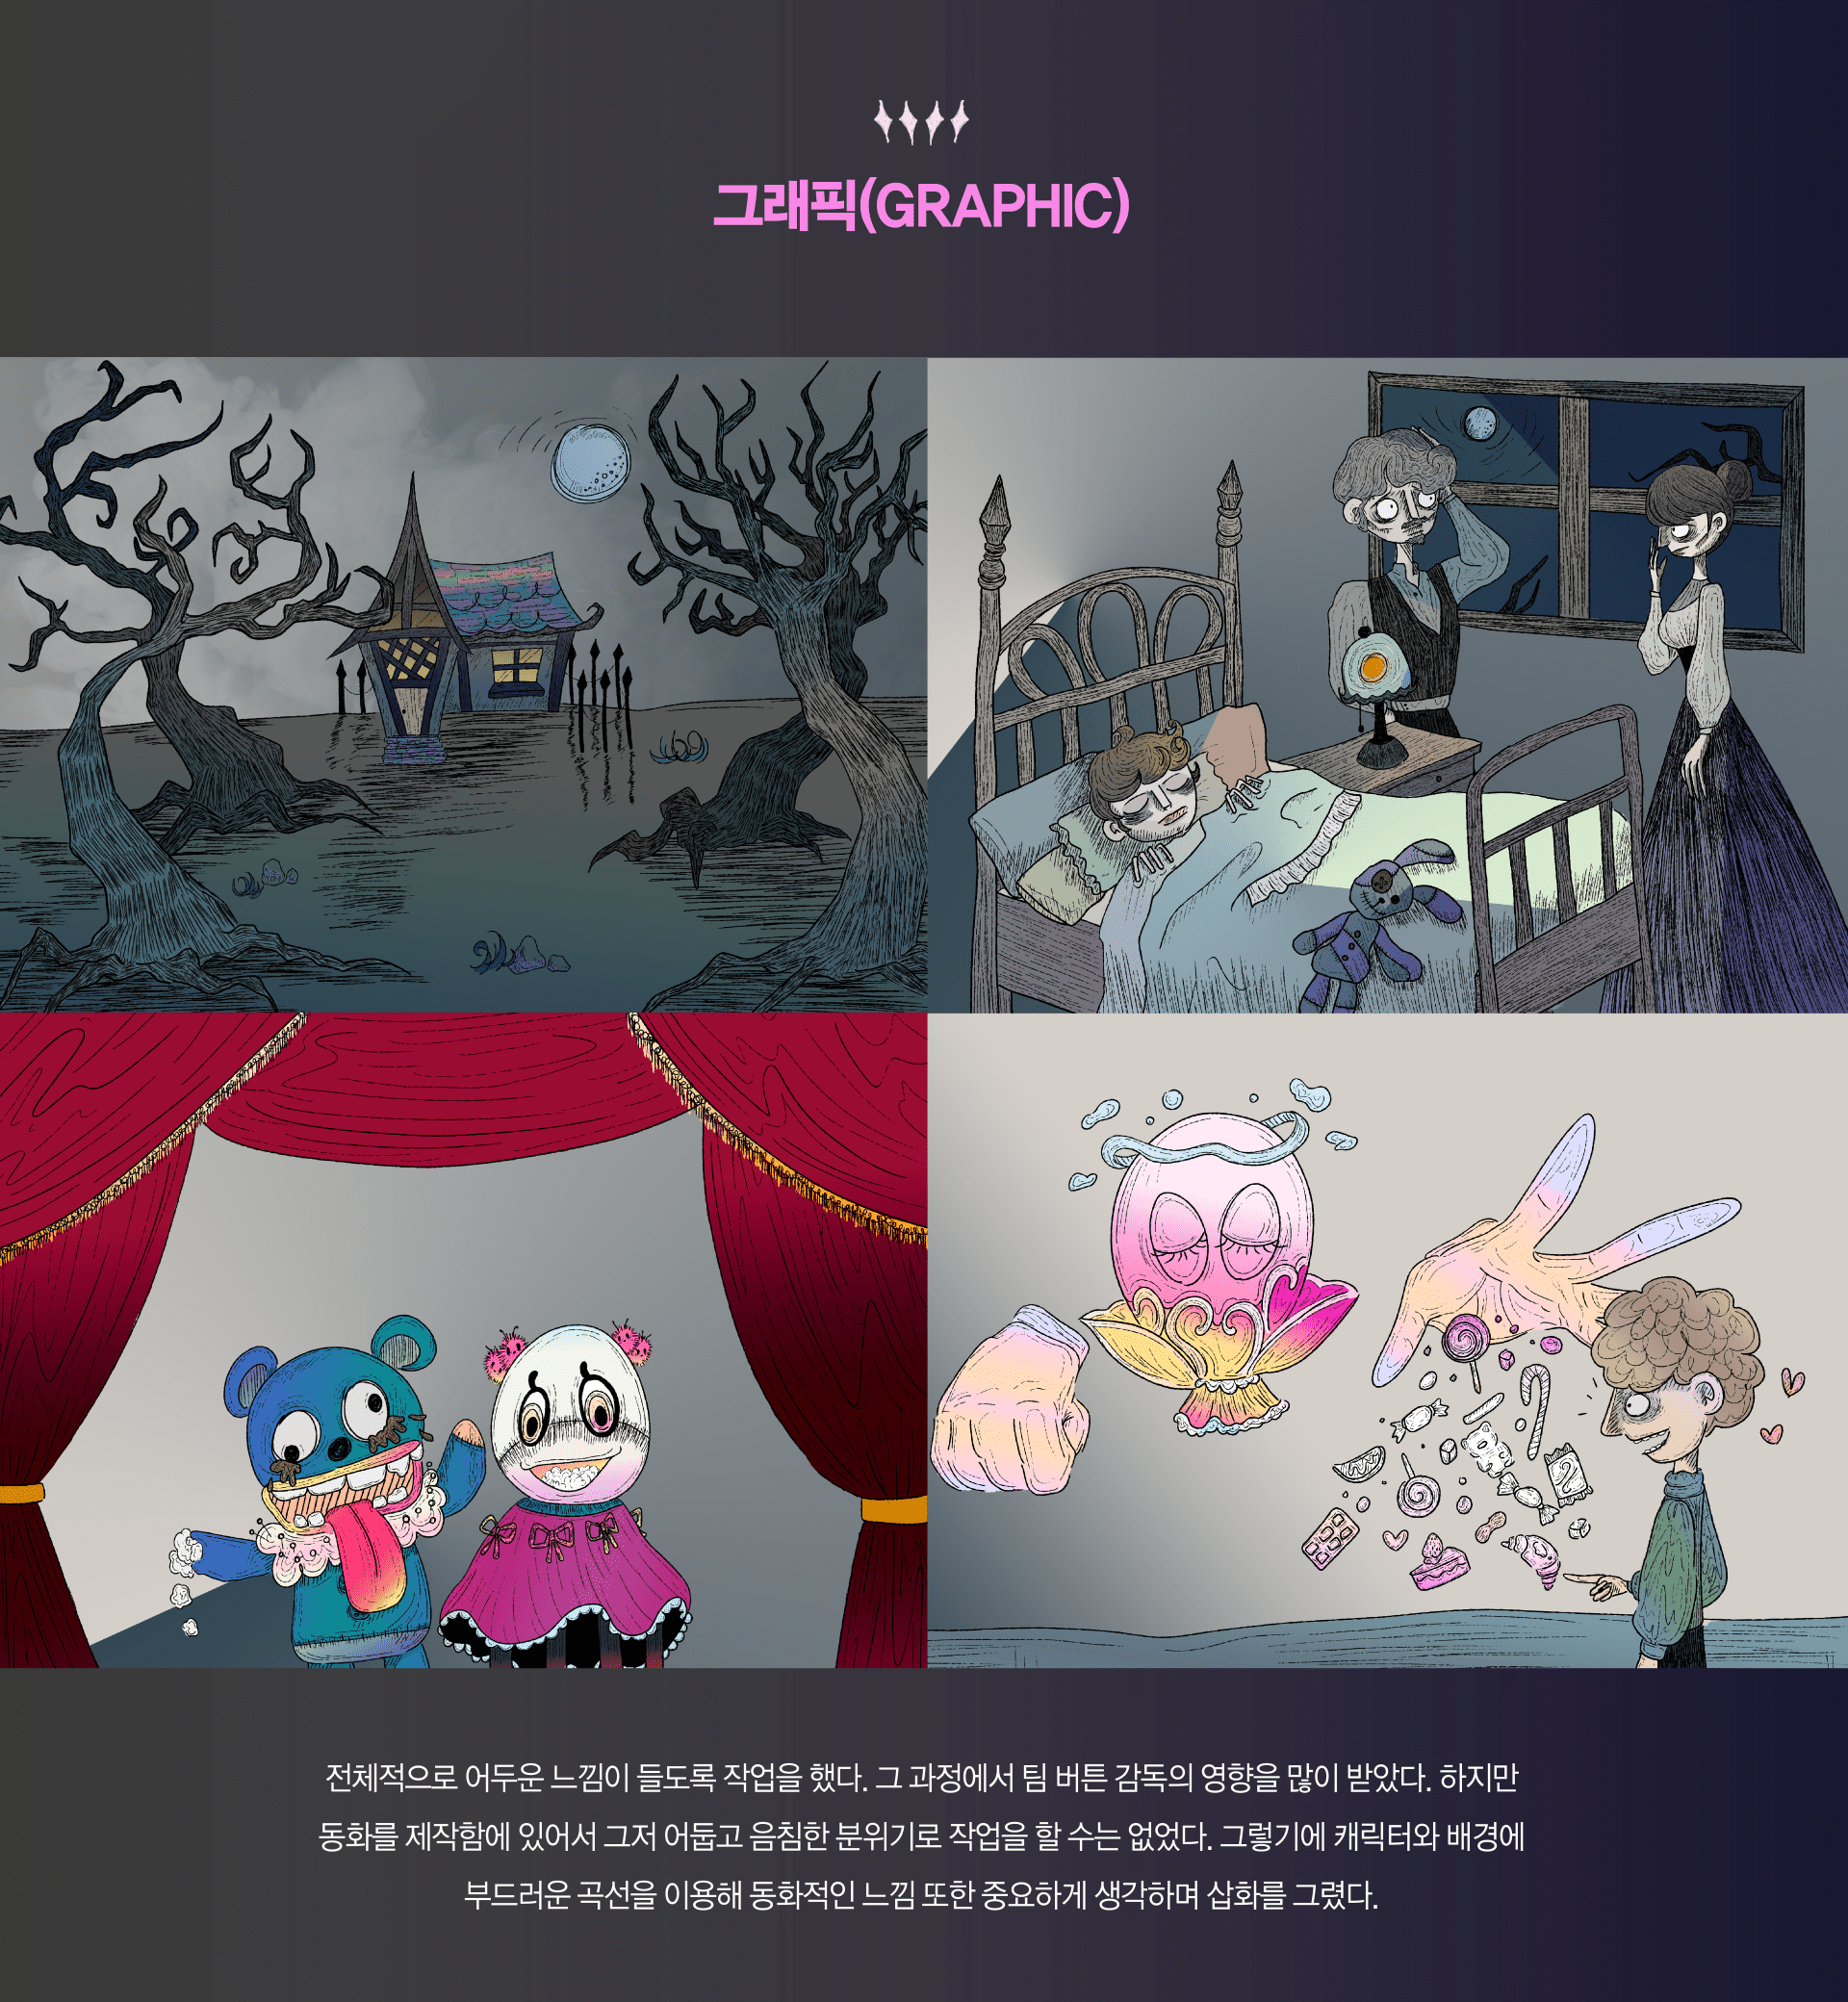 그래픽(GRAPHIC)
전체적으로 어두운 느낌이 들도록 작업을 했다. 그 과정에서 팀 버튼 감독의 영향을 많이 받았다. 하지만
동화를 제작함에 있어서 그저 어둡고 음침한 분위기로 작업을 할 수는 없었다. 그렇기에 캐릭터와 배경에
부드러운 곡선을 이용해 동화적인 느낌 또한 중요하게 생각하며 삽화를 그렸다.